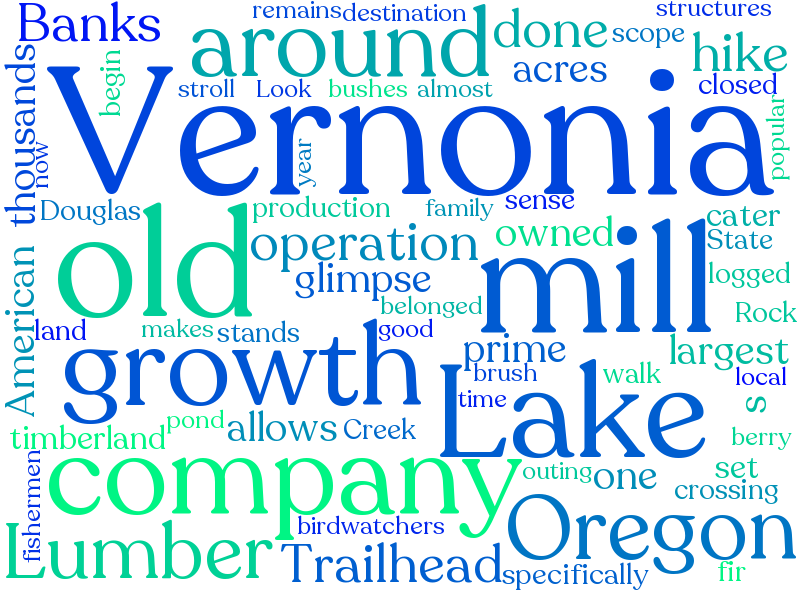 remains destination structures
Banks around done scope
hike
begin acres
stroll Look bushes almost closed
Vernonia
thousands
now
year
popular
Douglas production family sense cater
State
old operation owned
mill
glimpse logged
American belonged Rock
land makes stands good
growth prime largest
brush walk local
Lake
time
s
pond
timberland allows Creek berry
company outing one set
crossing
fishermen birdwatchers
Lumber Trailhead Oregon
specifically fir